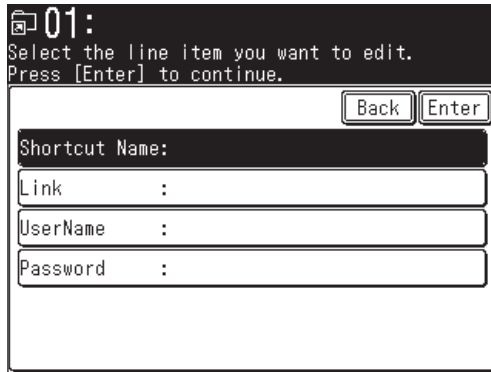 01:
Select the line item you want to edit.
Press [Enter] to continue.
Back Enter
Shortcut Name:
Link :
UserName :
Password :